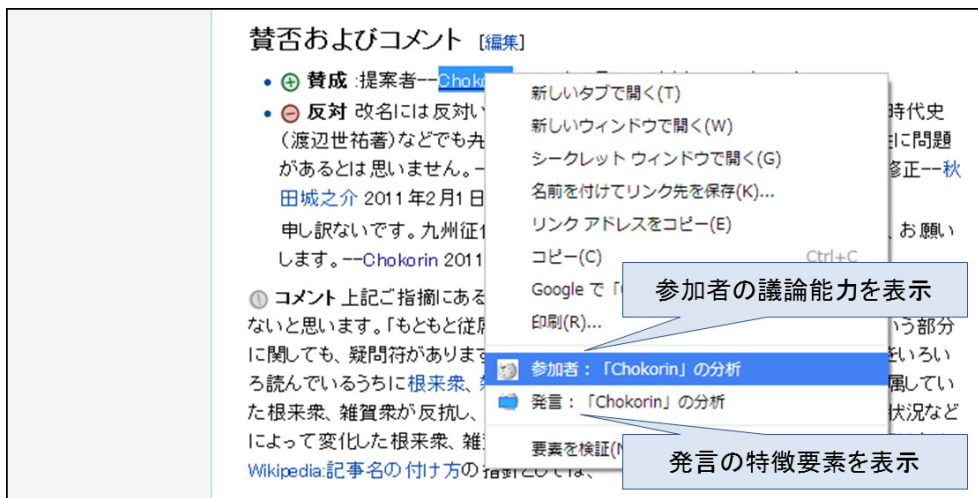 賛否およびコメント [編集]
賛成 :提案者--Choko
反対 改名には反対い
時代史
(渡辺世祐著)などでも
に問題
があるとは思いません。
修正--秋
田城之介 2011年2月1日
申し訳ないです。九州征
、お願い
します。--Chokorin 2011
コメント 上記ご指摘にある
ないと思います。「もともと従
いう部分
に関しても、疑問符があります
をいろい
ろ読んでいるうちに根来衆、
属してい
た根来衆、雑賀衆が反抗し、
状況など
によって変化した根来衆、雑
Wikipedia:記事名の付け方の指針としては、
新しいタブで開く(T)
新しいウィンドウで開く(W)
シークレット ウィンドウで開く(G)
名前を付けてリンク先を保存(K)...
リンク アドレスをコピー(E)
コピー(C) Ctrl+C
Google で「
印刷(R)...
参加者：「Chokorin」の分析
発言：「Chokorin」の分析
要素を検証(N
参加者の議論能力を表示
発言の特徴要素を表示